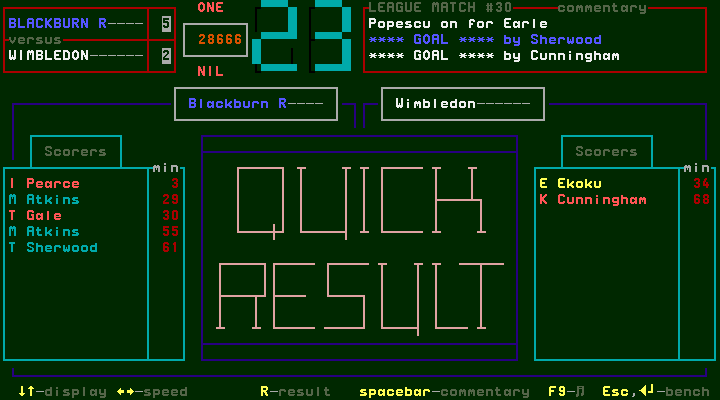 ONE
BLACKBURN R---- 5
versus
WIMBLEDON-- 2
28666
NIL
23
LEAGUE MATCH #30 commentary
Popescu on for Earle
**** GOAL **** by Sherwood
**** GOAL **** by Cunningham
Blackburn R----
Wimbledon------
Scorers
min
I Pearce 3
M Atkins 29
T Gale 30
M Atkins 55
T Sherwood 61
QUICK
RESULT
Scorers
min
E Ekoku 34
K Cunningham 68
↓↑-display ←→-speed R-result spacebar-commentary F9-♫ Esc,↵-bench